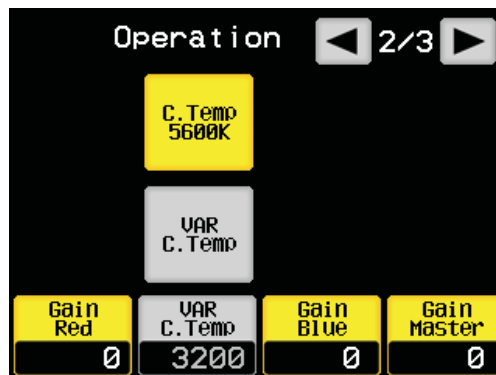 Operation 2/3
C.Temp
5600K
VAR
C.Temp
Gain Red
VAR C.Temp
Gain Blue
Gain Master
0 3200 0 0